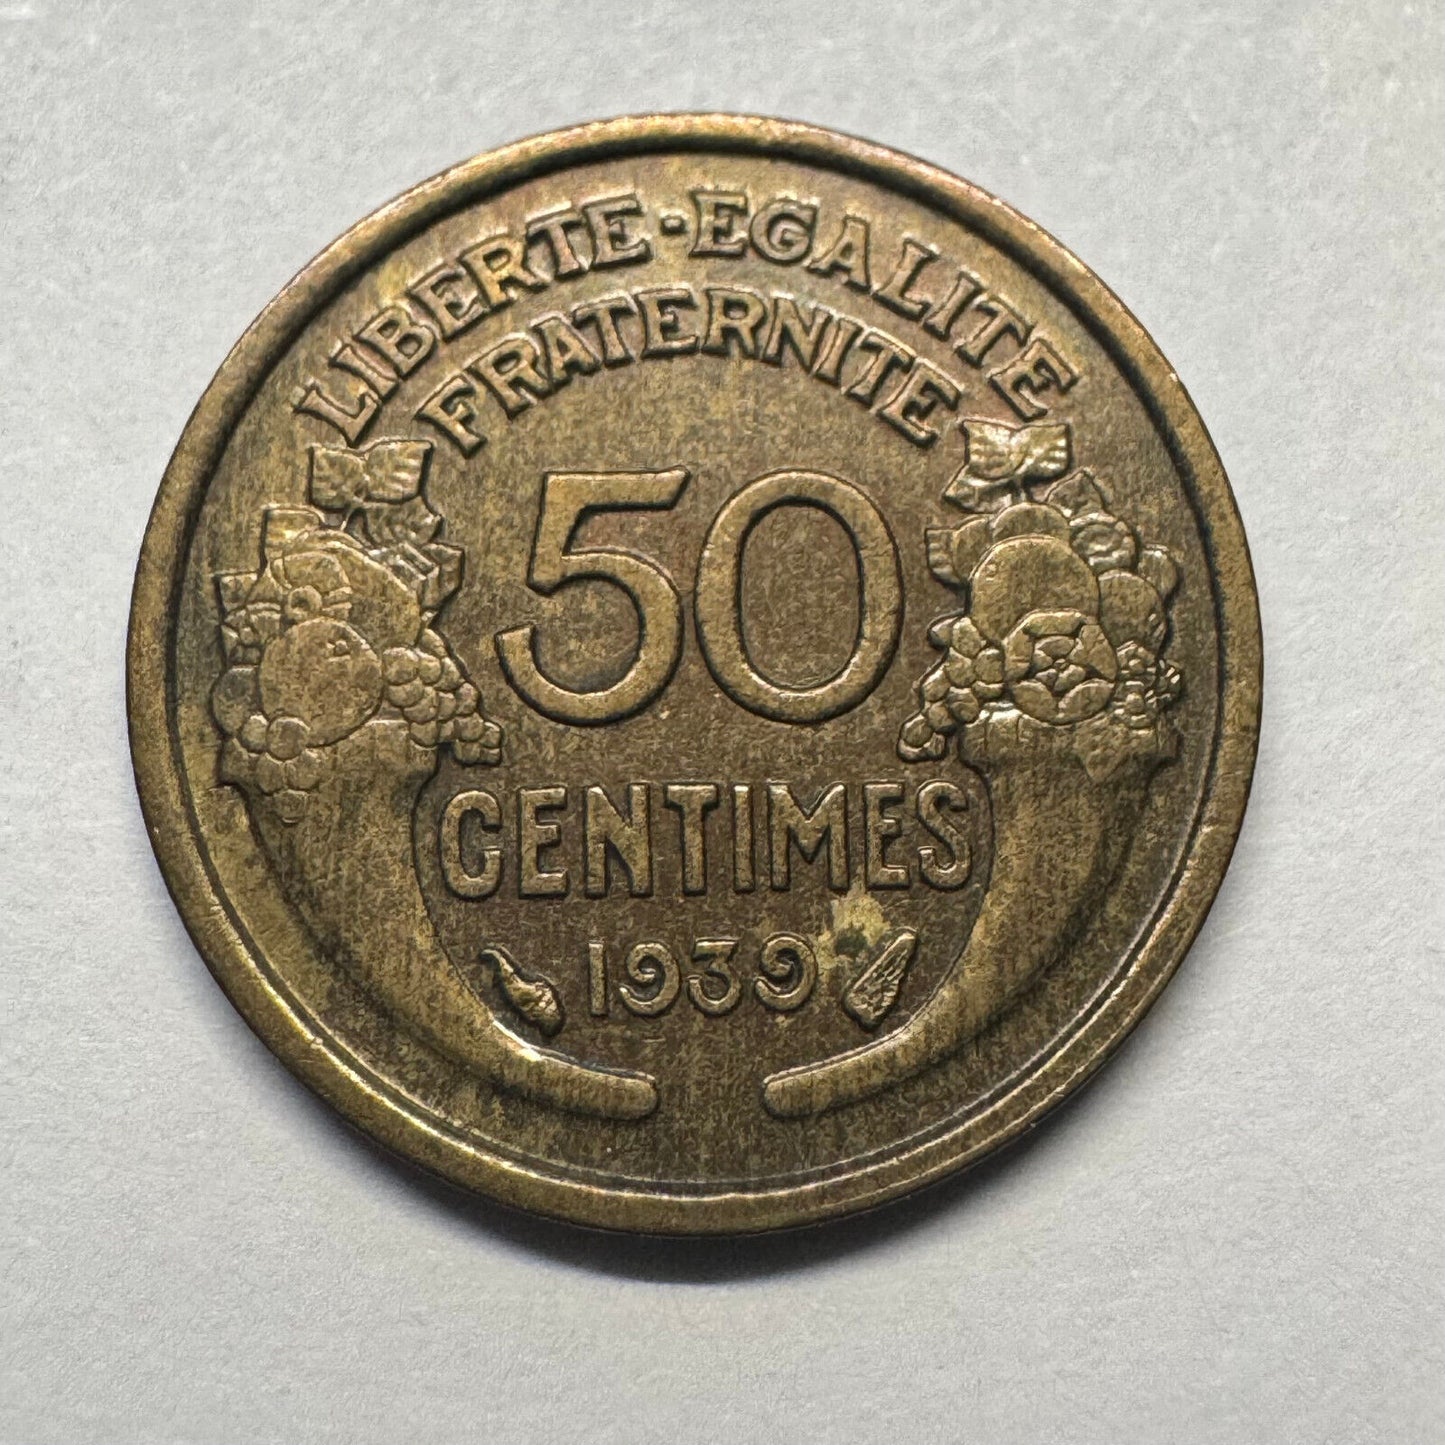 LIBERTE·EGALITE
FRATERNITE
50
CENTIMES
1939